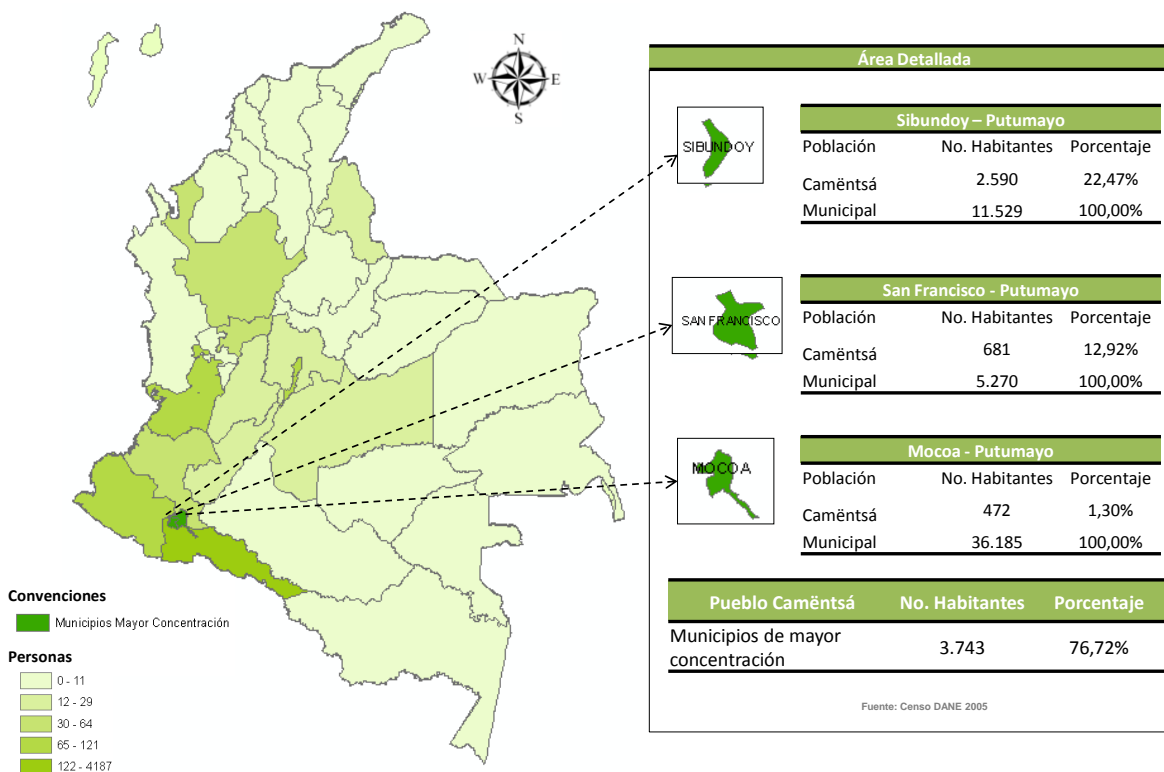 N
W E
S
Área Detallada
SIBUNDOY
Sibundoy – Putumayo
Población No. Habitantes Porcentaje
Camëntsá 2.590 22,47%
Municipal 11.529 100,00%
SAN FRANCISCO
San Francisco - Putumayo
Población No. Habitantes Porcentaje
Camëntsá 681 12,92%
Municipal 5.270 100,00%
MOCOA
Mocoa - Putumayo
Población No. Habitantes Porcentaje
Camëntsá 472 1,30%
Municipal 36.185 100,00%
Pueblo Camëntsá No. Habitantes Porcentaje
Municipios de mayor
concentración 3.743 76,72%
Fuente: Censo DANE 2005
Convenciones
Municipios Mayor Concentración
Personas
0 - 11
12 - 29
30 - 64
65 - 121
122 - 4187